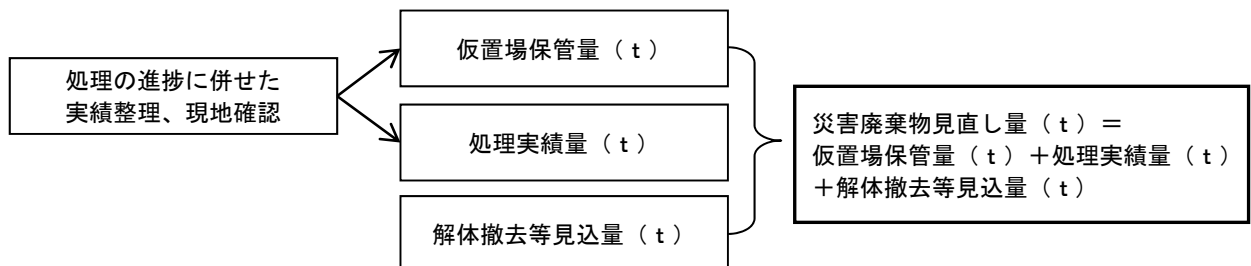 処理の進捗に併せた
実績整理、現地確認
仮置場保管量（ｔ）
処理実績量（ｔ）
解体撤去等見込量（ｔ）
災害廃棄物見直し量（ｔ）＝
仮置場保管量（ｔ）＋処理実績量（ｔ）
＋解体撤去等見込量（ｔ）